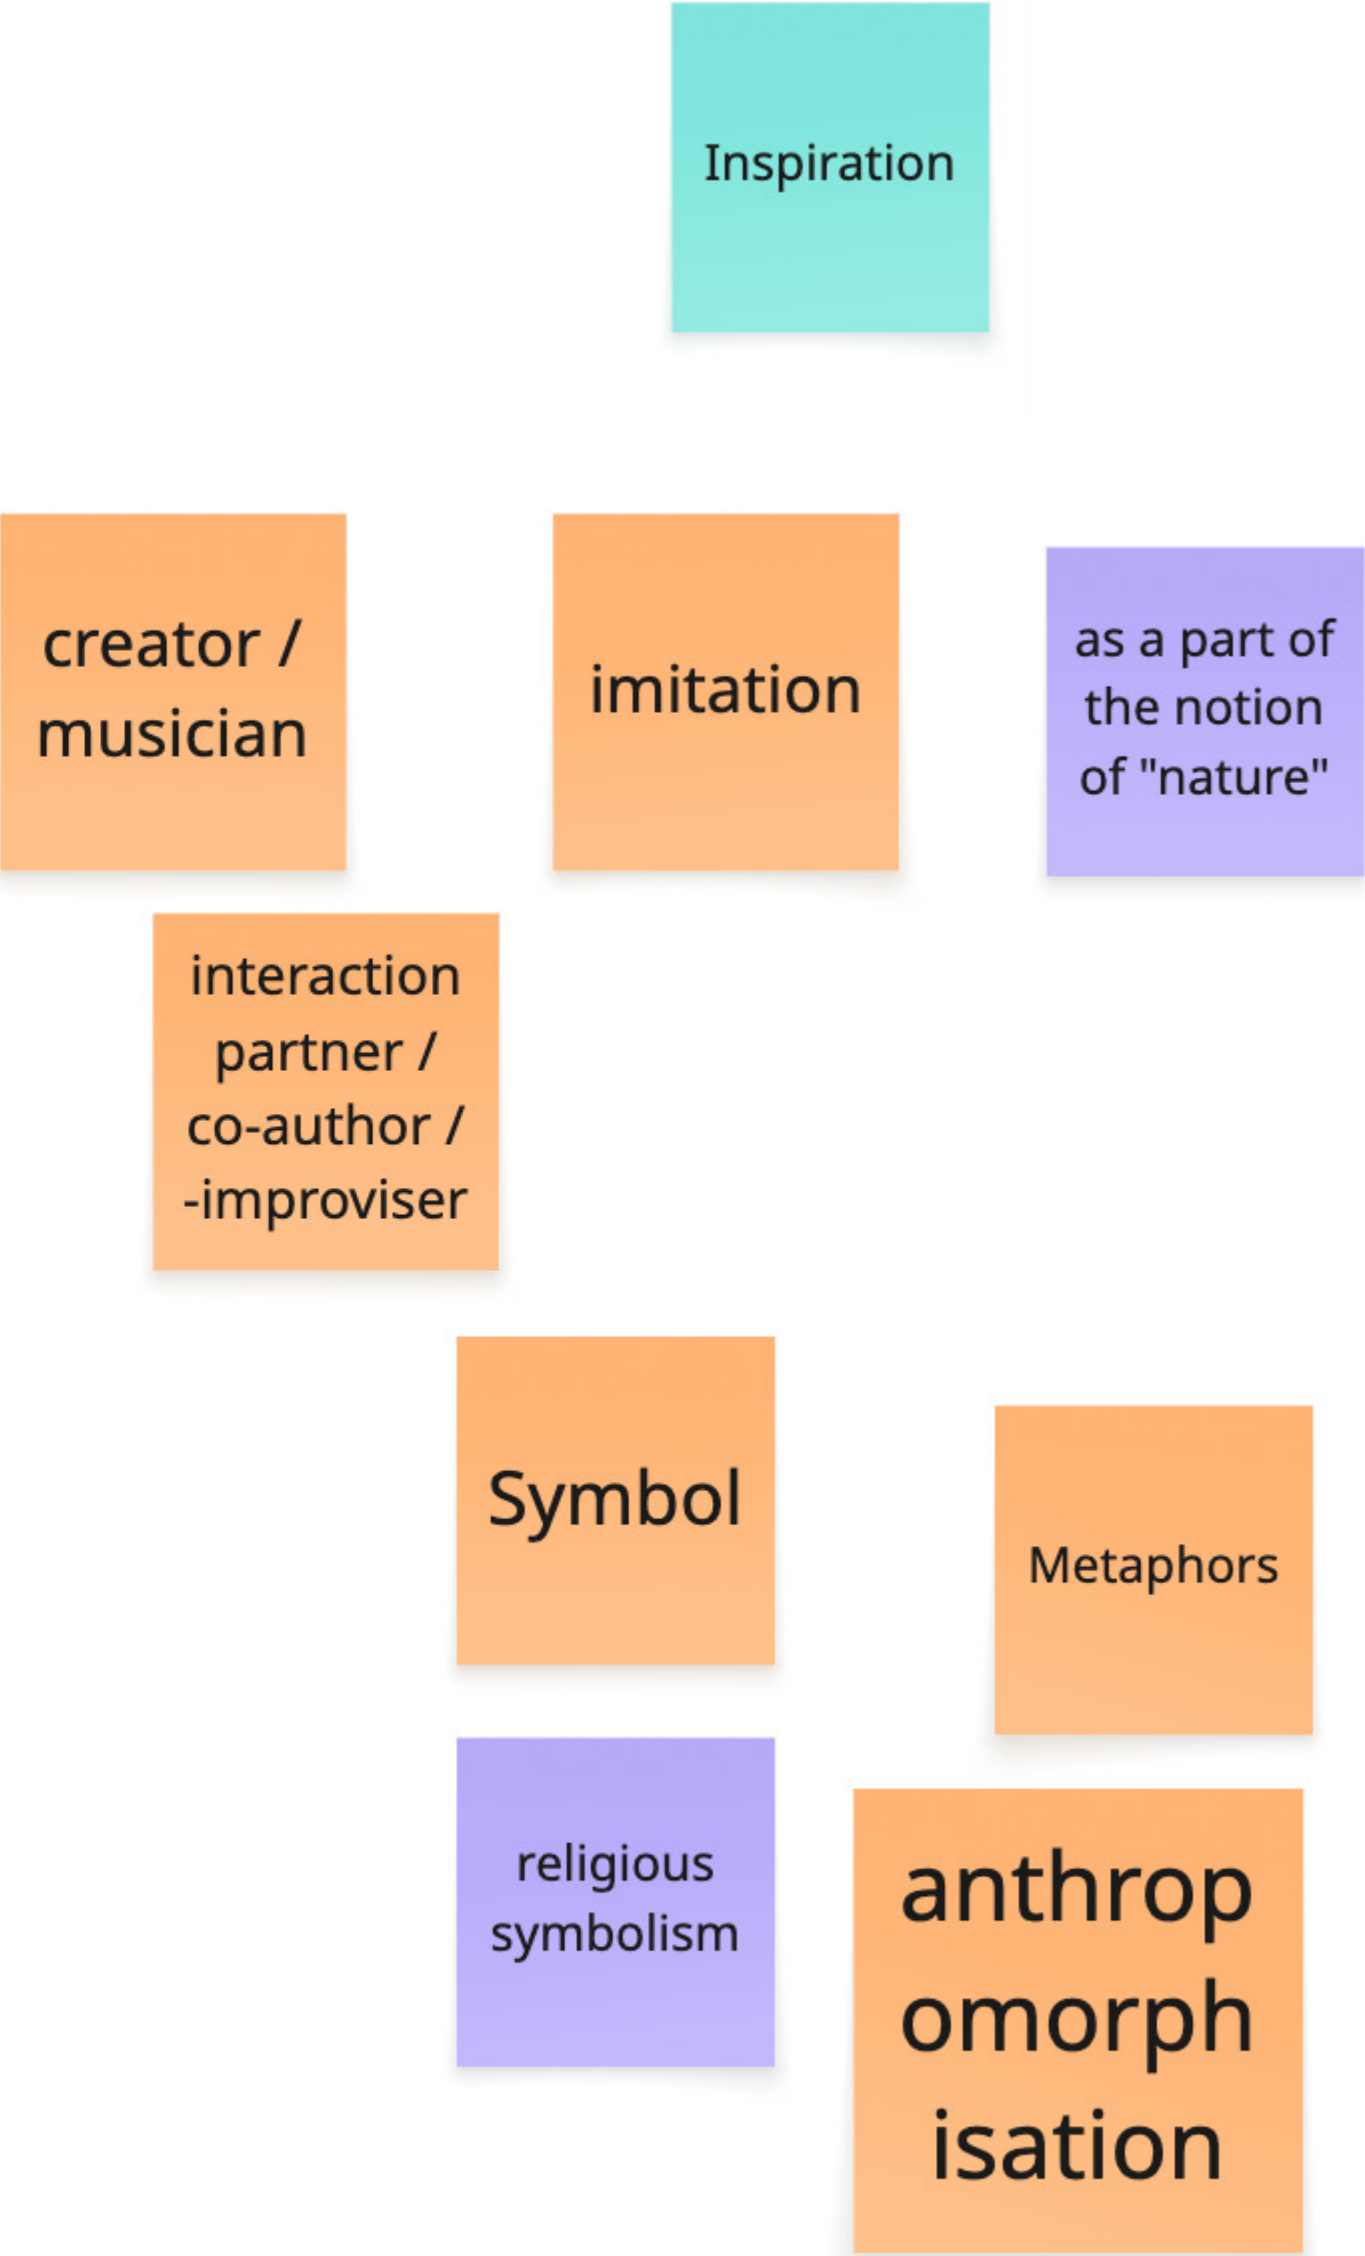 Inspiration
creator /
musician
imitation
as a part of
the notion
of "nature"
interaction
partner /
co-author /
-improviser
Symbol
Metaphors
religious
symbolism
anthrop
omorph
isation